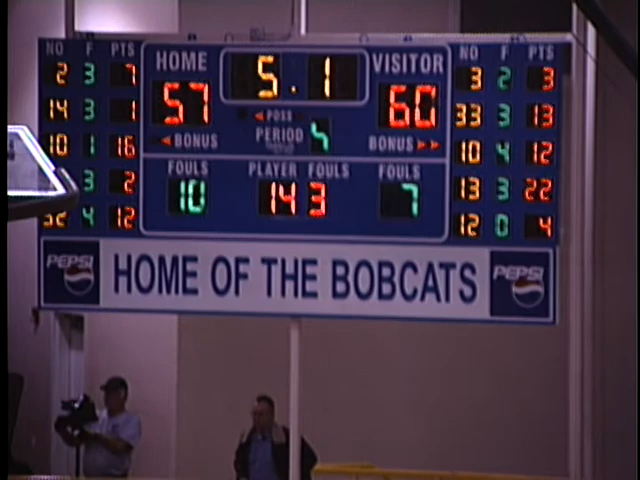 NO F PTS
2 3 7
14 3 1
10 1 16
3 2
32 4 12
HOME 5.1 VISITOR
57 60
POSS
BONUS PERIOD BONUS
FOULS PLAYER FOULS FOULS
10 14 3 7
NO F PTS
3 2 3
33 3 13
10 4 12
13 3 22
12 0 4
PEPSI HOME OF THE BOBCATS PEPSI